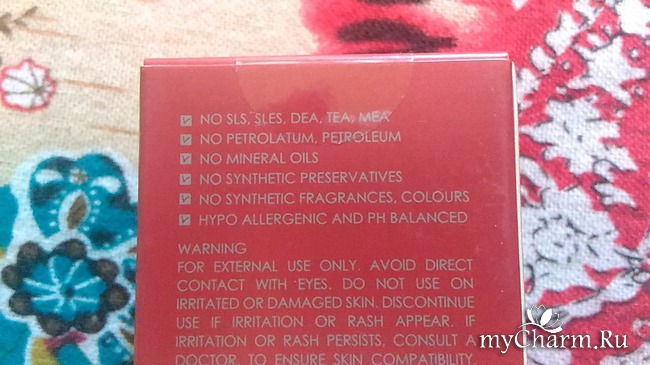 NO SLS, SLES, DEA, TEA, MEA
NO PETROLATUM, PETROLEUM
NO MINERAL OILS
NO SYNTHETIC PRESERVATIVES
NO SYNTHETIC FRAGRANCES, COLOURS
HYPO ALLERGENIC AND PH BALANCED
WARNING
FOR EXTERNAL USE ONLY. AVOID DIRECT
CONTACT WITH EYES. DO NOT USE ON
IRRITATED OR DAMAGED SKIN. DISCONTINUE
USE IF IRRITATION OR RASH APPEAR. IF
IRRITATION OR RASH PERSISTS, CONSULT A
DOCTOR. TO ENSURE SKIN COMPATIBILITY,
myCharm.Ru